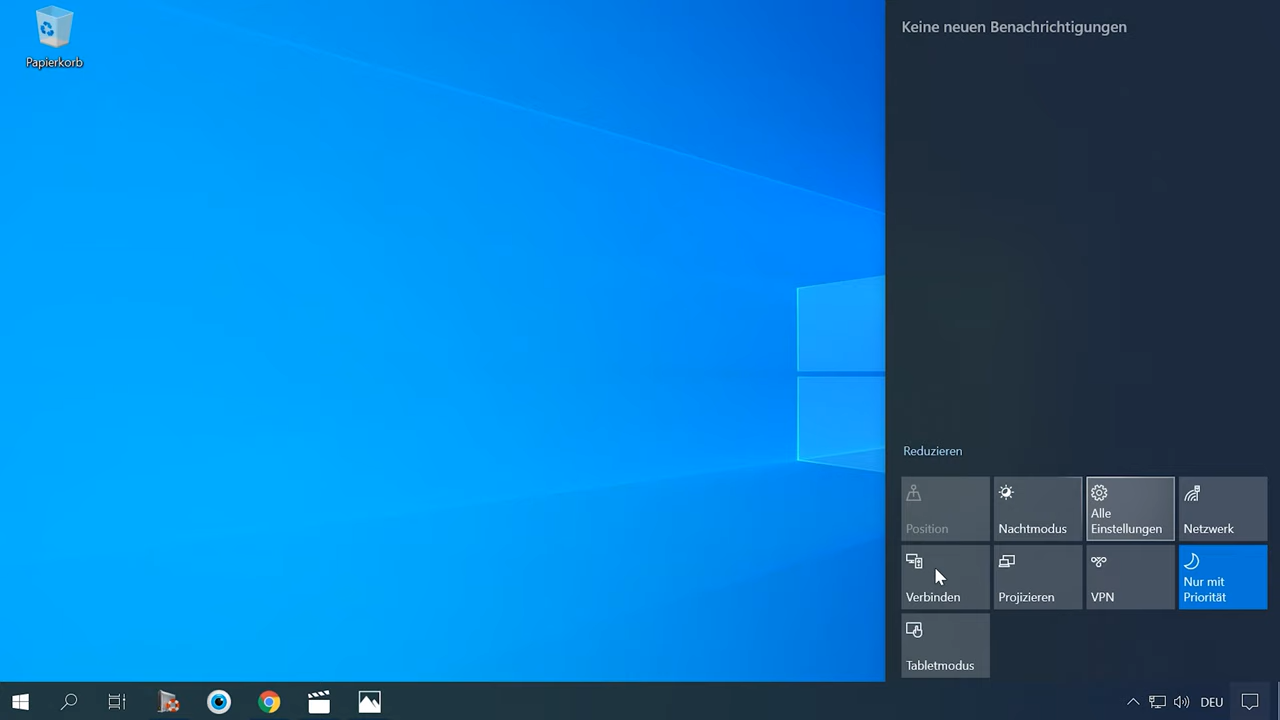 Papierkorb
Keine neuen Benachrichtigungen
Reduzieren
Position
Nachtmodus
Alle
Einstellungen
Netzwerk
Verbinden
Projizieren
VPN
Nur mit
Priorität
Tabletmodus
DEU